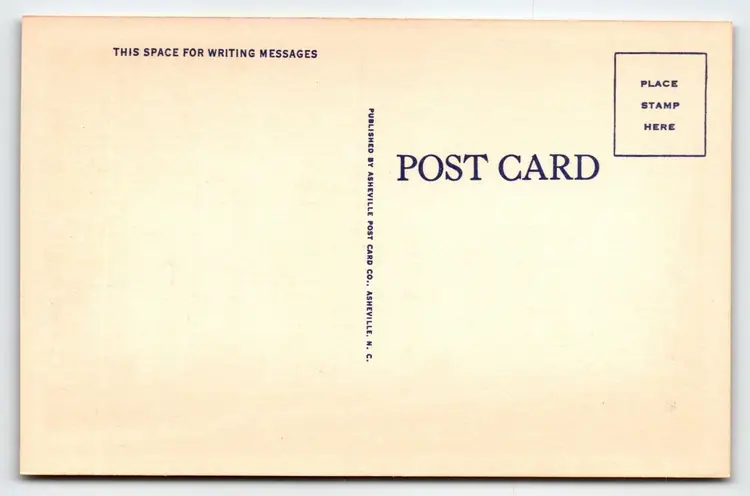 THIS SPACE FOR WRITING MESSAGES
PUBLISHED BY ASHEVILLE POST CARD CO., ASHEVILLE, N. C.
POST CARD
PLACE
STAMP
HERE